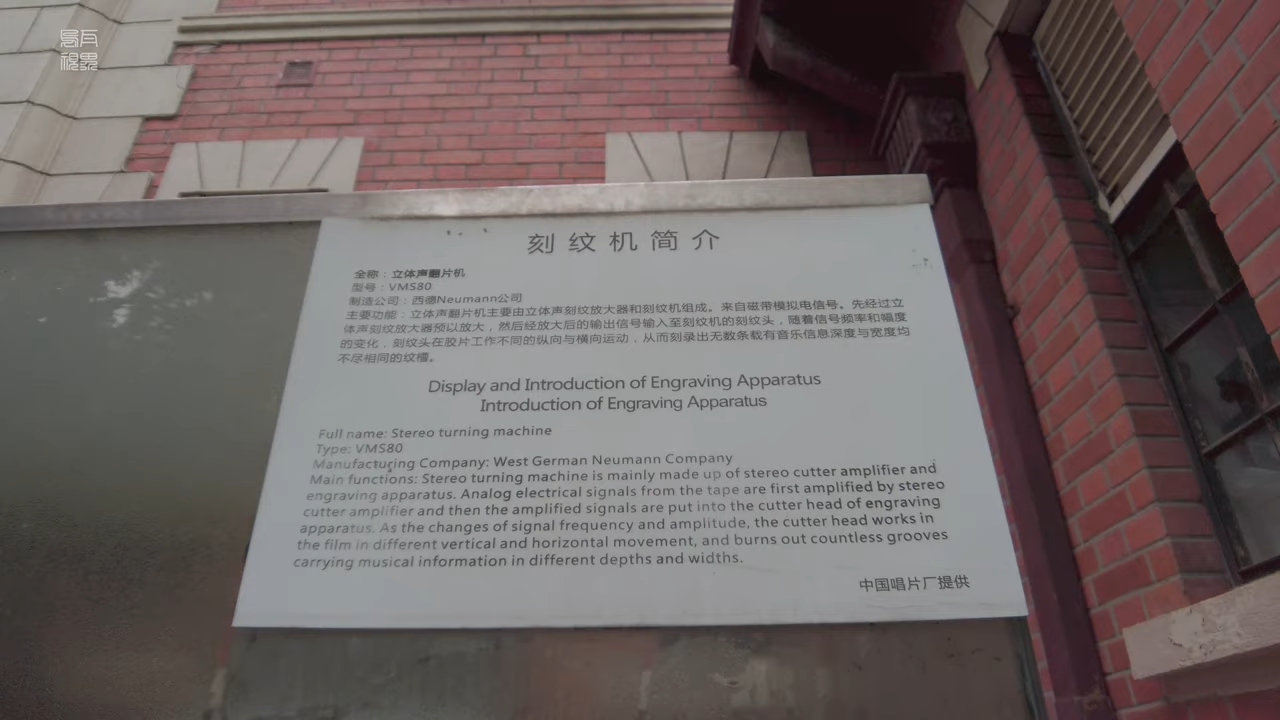 刻纹机简介
全称：立体声翻片机
型号：VMS80
制造公司：西德Neumann公司
主要功能：立体声翻片机主要由立体声刻纹放大器和刻纹机组成。来自磁带模拟电信号。先经过立
体声刻纹放大器预以放大，然后经放大后的输出信号输入至刻纹机的刻纹头，随着信号频率和幅度
的变化，刻纹头在胶片工作不同的纵向与横向运动，从而刻录出无数条载有音乐信息深度与宽度均
不尽相同的纹槽。
Display and Introduction of Engraving Apparatus
Introduction of Engraving Apparatus
Full name: Stereo turning machine
Type: VMS80
Manufacturing Company: West German Neumann Company
Main functions: Stereo turning machine is mainly made up of stereo cutter amplifier and
engraving apparatus. Analog electrical signals from the tape are first amplified by stereo
cutter amplifier and then the amplified signals are put into the cutter head of engraving
apparatus. As the changes of signal frequency and amplitude, the cutter head works in
the film in different vertical and horizontal movement, and burns out countless grooves
carrying musical information in different depths and widths.
中国唱片厂提供